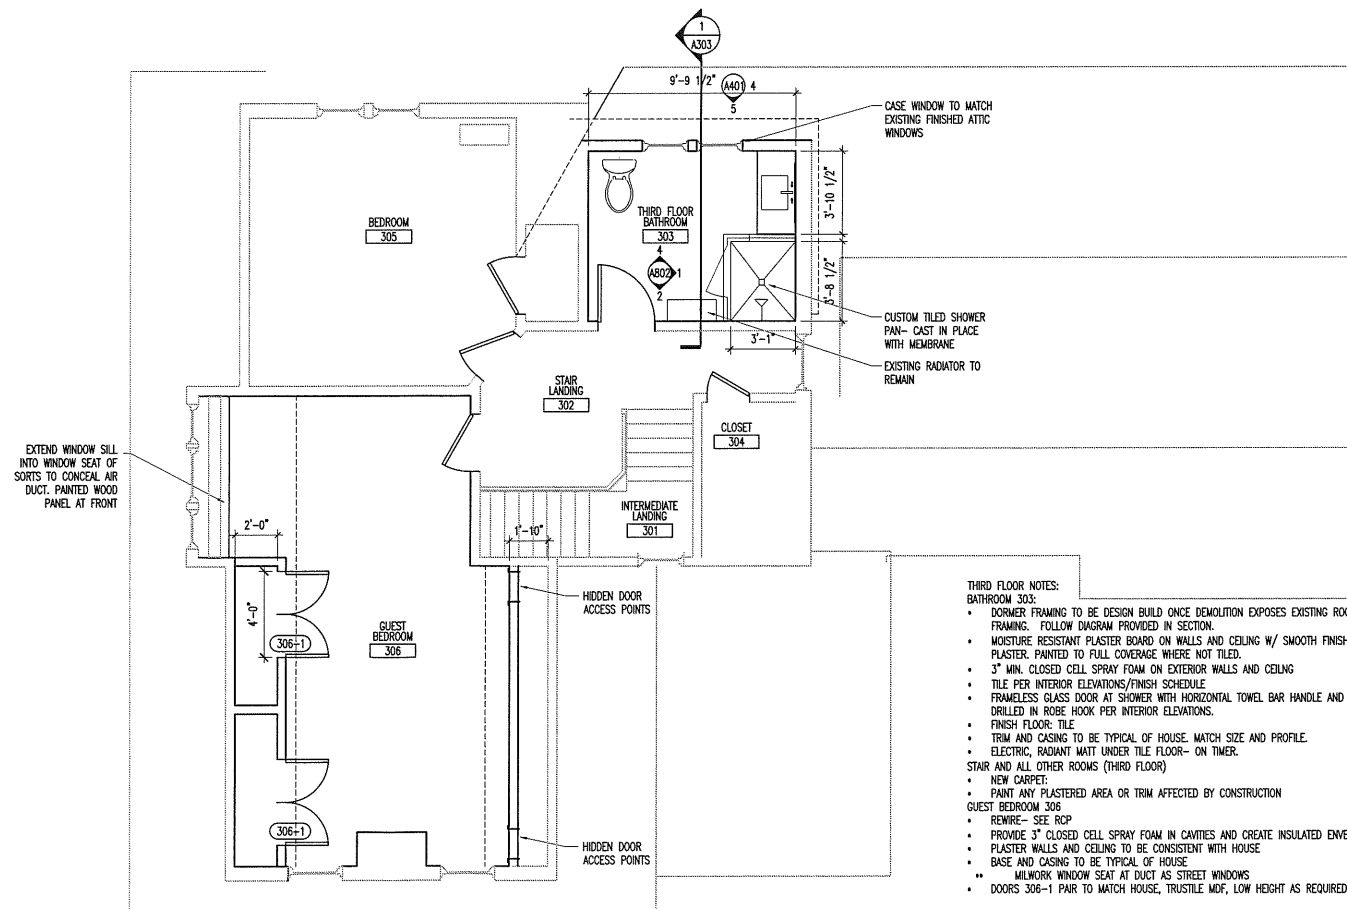 1
A303
9'-9 1/2"
A401
4
5
CASE WINDOW TO MATCH
EXISTING FINISHED ATTIC
WINDOWS
3'-10 1/2"
THIRD FLOOR
BATHROOM
303
BEDROOM
305
4
A802
1
2
3'-8 1/2"
CUSTOM TILED SHOWER
PAN- CAST IN PLACE
WITH MEMBRANE
3'-1"
EXISTING RADIATOR TO
REMAIN
STAIR
LANDING
302
CLOSET
304
EXTEND WINDOW SILL
INTO WINDOW SEAT OF
SORTS TO CONCEAL AIR
DUCT. PAINTED WOOD
PANEL AT FRONT
INTERMEDIATE
LANDING
301
2'-0"
1'-10"
HIDDEN DOOR
ACCESS POINTS
4'-0"
306-1
GUEST
BEDROOM
306
306-1
HIDDEN DOOR
ACCESS POINTS
THIRD FLOOR NOTES:
BATHROOM 303:
• DORMER FRAMING TO BE DESIGN BUILD ONCE DEMOLITION EXPOSES EXISTING
FRAMING. FOLLOW DIAGRAM PROVIDED IN SECTION.
• MOISTURE RESISTANT PLASTER BOARD ON WALLS AND CEILING W/ SMOOTH FINISH
PLASTER. PAINTED TO FULL COVERAGE WHERE NOT TILED.
• 3" MIN. CLOSED CELL SPRAY FOAM ON EXTERIOR WALLS AND CEILNG
• TILE PER INTERIOR ELEVATIONS/FINISH SCHEDULE
• FRAMELESS GLASS DOOR AT SHOWER WITH HORIZONTAL TOWEL BAR HANDLE AND
DRILLED IN ROBE HOOK PER INTERIOR ELEVATIONS.
• FINISH FLOOR: TILE
• TRIM AND CASING TO BE TYPICAL OF HOUSE. MATCH SIZE AND PROFILE.
• ELECTRIC, RADIANT MATT UNDER TILE FLOOR- ON TIMER.
STAIR AND ALL OTHER ROOMS (THIRD FLOOR)
• NEW CARPET:
• PAINT ANY PLASTERED AREA OR TRIM AFFECTED BY CONSTRUCTION
GUEST BEDROOM 306
• REWIRE- SEE RCP
• PROVIDE 3" CLOSED CELL SPRAY FOAM IN CAVITIES AND CREATE INSULATED
• PLASTER WALLS AND CEILING TO BE CONSISTENT WITH HOUSE
• BASE AND CASING TO BE TYPICAL OF HOUSE
•• MILWORK WINDOW SEAT AT DUCT AS STREET WINDOWS
• DOORS 306-1 PAIR TO MATCH HOUSE, TRUSTILE MDF, LOW HEIGHT AS REQUIRED